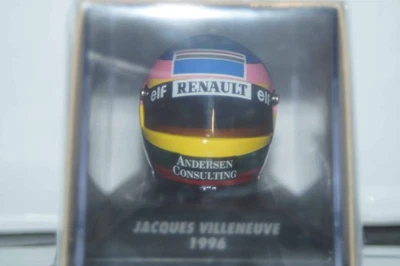 elf RENAULT elf
ANDERSEN
CONSULTING
JACQUES VILLENEUVE
1996